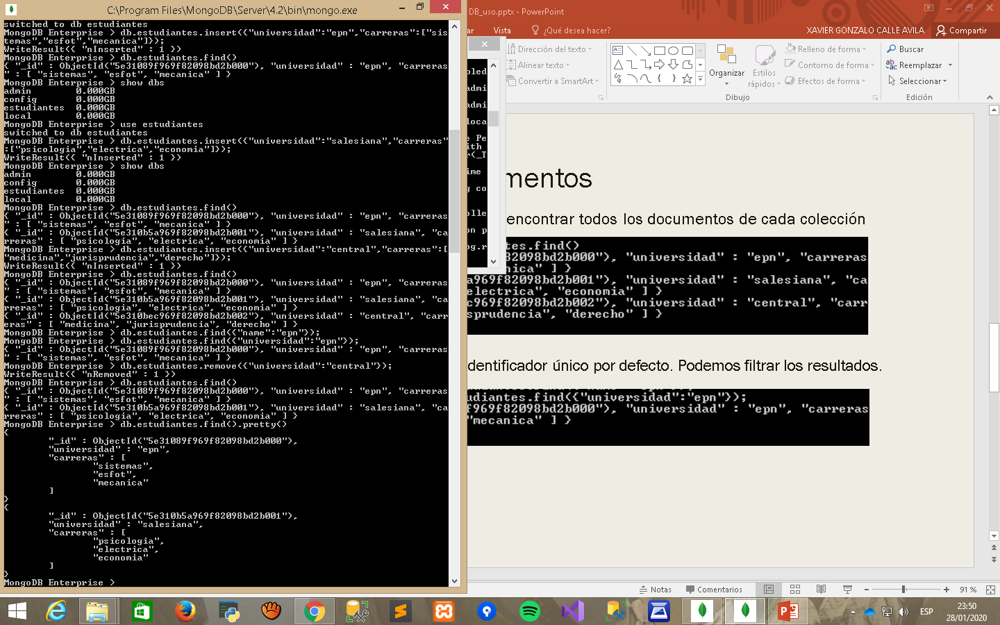 C:\Program Files\MongoDB\Server\4.2\bin\mongo.exe
switched to db estudiantes
MongoDB Enterprise > db.estudiantes.insert({"universidad":"epn","carreras":["sis
temas","esfot","mecanica"]});
WriteResult({ "nInserted" : 1 })
MongoDB Enterprise > db.estudiantes.find()
{ "_id" : ObjectId("5e31089f969f82098bd2b000"), "universidad" : "epn", "carreras
" : [ "sistemas", "esfot", "mecanica" ] }
MongoDB Enterprise > show dbs
admin        0.000GB
config       0.000GB
estudiantes  0.000GB
local        0.000GB
MongoDB Enterprise > use estudiantes
switched to db estudiantes
MongoDB Enterprise > db.estudiantes.insert({"universidad":"salesiana","carreras"
:["psicologia","electrica","economia"]});
WriteResult({ "nInserted" : 1 })
MongoDB Enterprise > show dbs
admin        0.000GB
config       0.000GB
estudiantes  0.000GB
local        0.000GB
MongoDB Enterprise > db.estudiantes.find()
{ "_id" : ObjectId("5e31089f969f82098bd2b000"), "universidad" : "epn", "carreras
" : [ "sistemas", "esfot", "mecanica" ] }
{ "_id" : ObjectId("5e310b5a969f82098bd2b001"), "universidad" : "salesiana", "ca
rreras" : [ "psicologia", "electrica", "economia" ] }
MongoDB Enterprise > db.estudiantes.insert({"universidad":"central","carreras":[
"medicina","jurisprudencia","derecho"]});
WriteResult({ "nInserted" : 1 })
MongoDB Enterprise > db.estudiantes.find()
{ "_id" : ObjectId("5e31089f969f82098bd2b000"), "universidad" : "epn", "carreras
" : [ "sistemas", "esfot", "mecanica" ] }
{ "_id" : ObjectId("5e310b5a969f82098bd2b001"), "universidad" : "salesiana", "ca
rreras" : [ "psicologia", "electrica", "economia" ] }
{ "_id" : ObjectId("5e310bec969f82098bd2b002"), "universidad" : "central", "carr
eras" : [ "medicina", "jurisprudencia", "derecho" ] }
MongoDB Enterprise > db.estudiantes.find({"name":"epn"});
MongoDB Enterprise > db.estudiantes.find({"universidad":"epn"});
{ "_id" : ObjectId("5e31089f969f82098bd2b000"), "universidad" : "epn", "carreras
" : [ "sistemas", "esfot", "mecanica" ] }
MongoDB Enterprise > db.estudiantes.remove({"universidad":"central"});
WriteResult({ "nRemoved" : 1 })
MongoDB Enterprise > db.estudiantes.find()
{ "_id" : ObjectId("5e31089f969f82098bd2b000"), "universidad" : "epn", "carreras
" : [ "sistemas", "esfot", "mecanica" ] }
{ "_id" : ObjectId("5e310b5a969f82098bd2b001"), "universidad" : "salesiana", "ca
rreras" : [ "psicologia", "electrica", "economia" ] }
MongoDB Enterprise > db.estudiantes.find().pretty()
{
        "_id" : ObjectId("5e31089f969f82098bd2b000"),
        "universidad" : "epn",
        "carreras" : [
                "sistemas",
                "esfot",
                "mecanica"
        ]
}
{
        "_id" : ObjectId("5e310b5a969f82098bd2b001"),
        "universidad" : "salesiana",
        "carreras" : [
                "psicologia",
                "electrica",
                "economia"
        ]
}
MongoDB Enterprise >
oled
admi
admi
loca
e Pe
ith
r(_T
ime
g co
olle
on p
og.r
DB_uso.pptx - PowerPoint
ar Vista ¿Qué desea hacer? XAVIER GONZALO CALLE AVILA Compartir
Dirección del texto
Alinear texto
Convertir a SmartArt
Organizar
Estilos
rápidos
Relleno de forma
Contorno de forma
Efectos de forma
Dibujo
Buscar
Reemplazar
Seleccionar
Edición
mentos
encontrar todos los documentos de cada colección
tes.find()
82098bd2b000"), "universidad" : "epn", "carreras
nica" ] }
a969f82098bd2b001"), "universidad" : "salesiana", "ca
electrica", "economia" ] }
c969f82098bd2b002"), "universidad" : "central", "carr
sprudencia", "derecho" ] }
dentificador único por defecto. Podemos filtrar los resultados.
udiantes.find({"universidad":"epn"});
f969f82098bd2b000"), "universidad" : "epn", "carreras
"mecanica" ] }
Notas Comentarios 91 %
ESP
23:50
28/01/2020